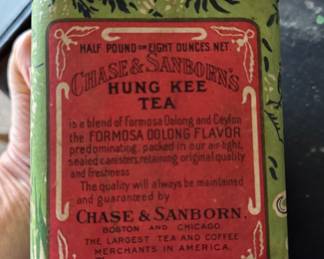 HALF POUND OR EIGHT OUNCES NET
CHASE & SANBORN'S
HUNG KEE
TEA
is a blend of Formosa Oolong and Ceylon
the FORMOSA OOLONG FLAVOR
predominating. packed in our air-tight,
sealed canisters, retaining original quality
and freshness
The quality will always be maintained
and guaranteed by
CHASE & SANBORN.
BOSTON AND CHICAGO.
THE LARGEST TEA AND COFFEE
MERCHANTS IN AMERICA.